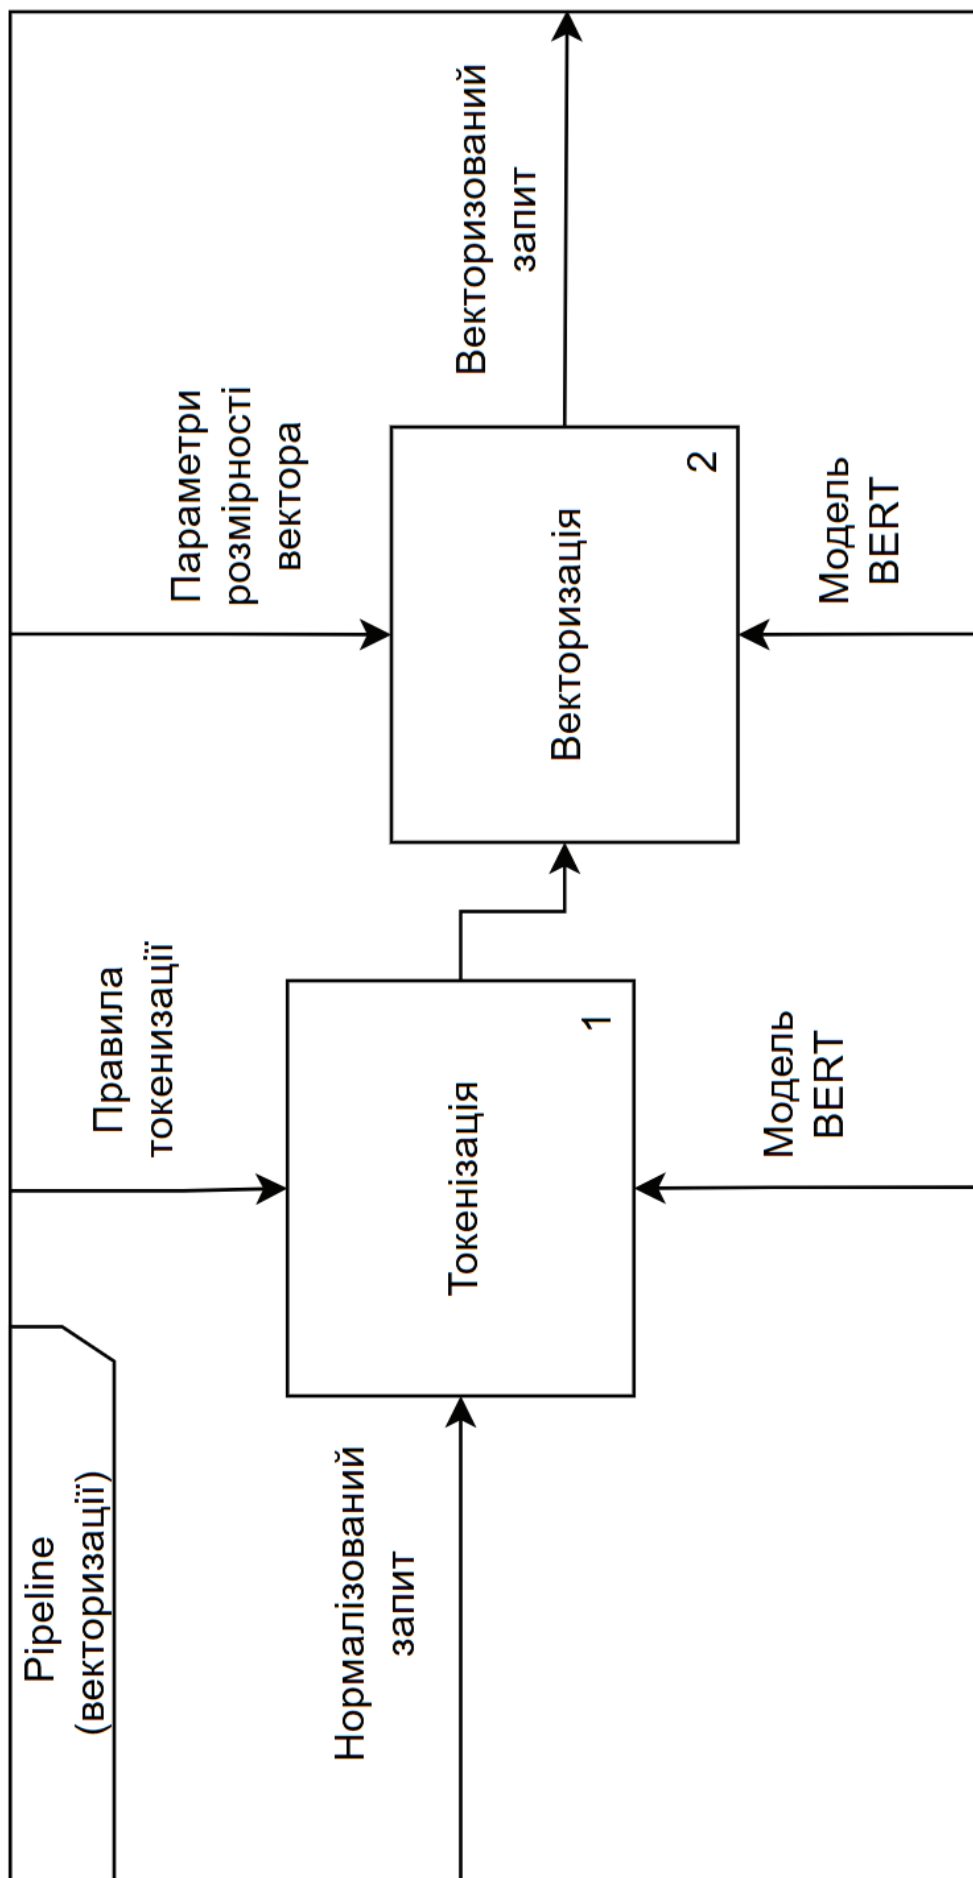 Pipeline
(векторизації)
Нормалізований
запит
Правила
токенизації
Токенізація
1
Модель
BERT
Параметри
розмірності
вектора
Векторизація
2
Модель
BERT
Векторизований
запит